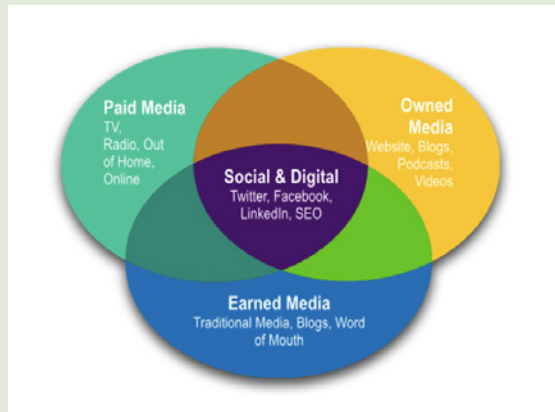 Paid Media
TV,
Radio, Out
of Home,
Online
Owned
Media
Website, Blogs,
Podcasts,
Videos
Social & Digital
Twitter, Facebook,
LinkedIn, SEO
Earned Media
Traditional Media, Blogs, Word
of Mouth